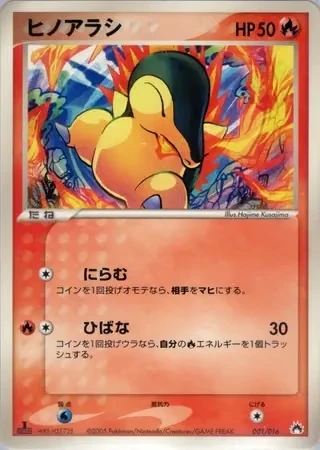 ヒノアラシ HP50
たね Illus.Hajime Kusajima
にらむ
コインを1回投げオモテなら、相手をマヒにする。
ひばな 30
コインを1回投げウラなら、自分のエネルギーを1個トラッ
シュする。
弱点 抵抗力 にげる
©2005 Pokémon/Nintendo/Creatures/GAME FREAK. 001/016